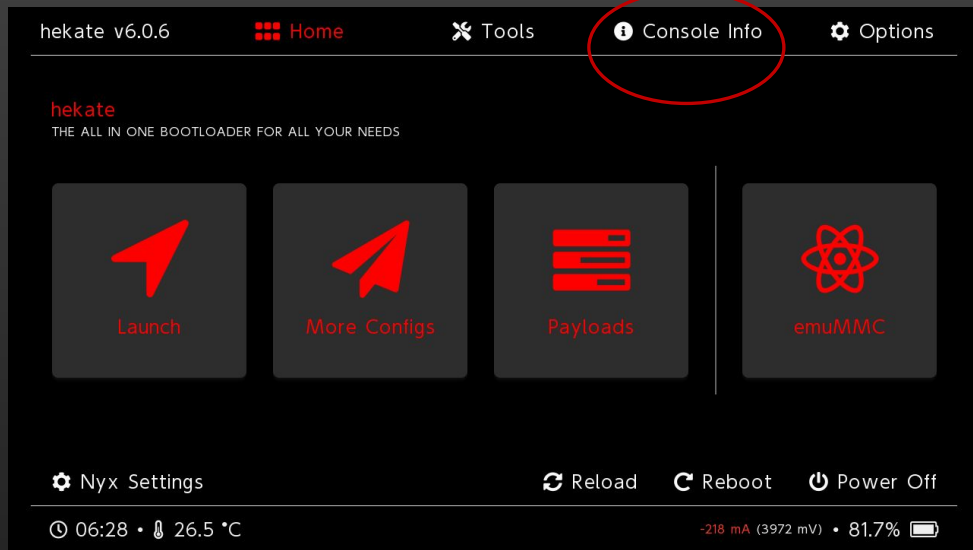 hekate v6.0.6 Home Tools Console Info Options
hekate
THE ALL IN ONE BOOTLOADER FOR ALL YOUR NEEDS
Launch More Configs Payloads emuMMC
Nyx Settings Reload Reboot Power Off
06:28 • 26.5 °C -218 mA (3972 mV) • 81.7%